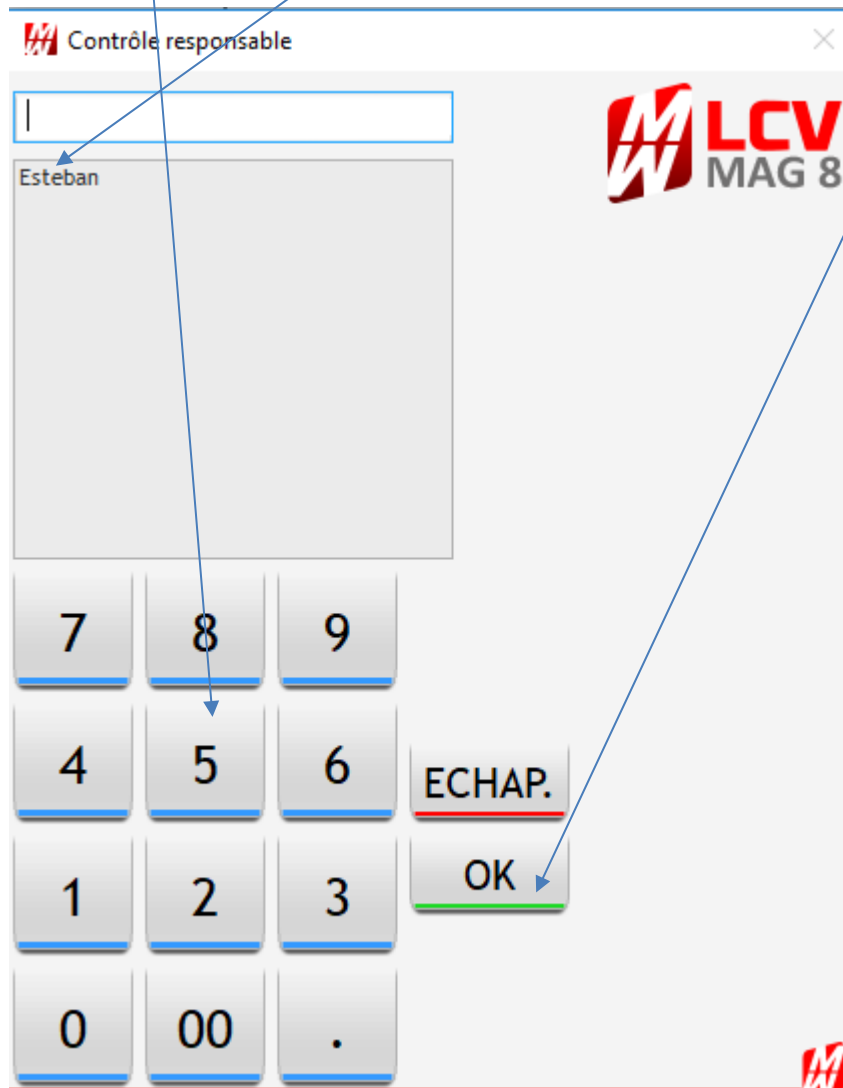 Contrôle responsable
LCV
MAG 8
Esteban
7 8 9
4 5 6
ECHAP.
1 2 3
OK
0 00 .